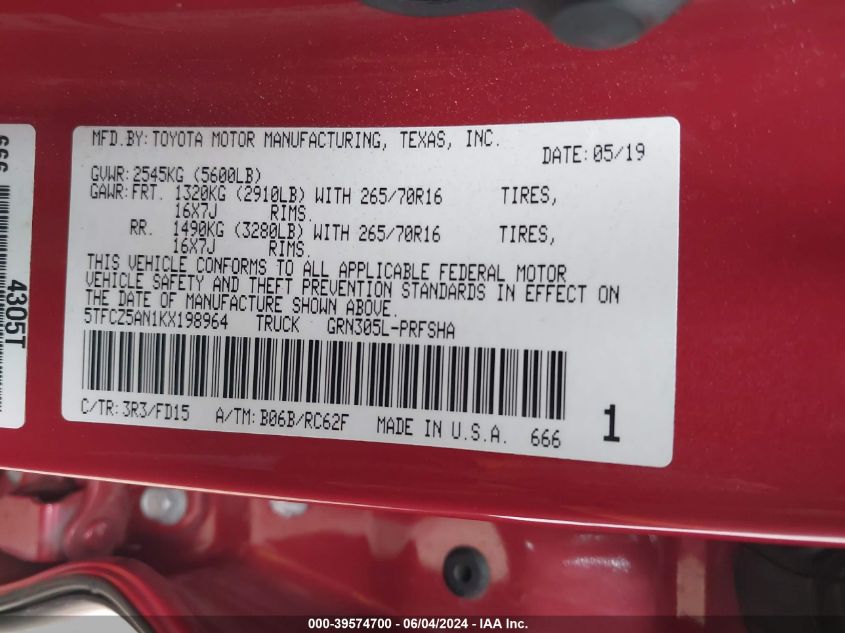 MFD.BY:TOYOTA MOTOR MANUFACTURING, TEXAS, INC.
DATE:05/19
GVWR:2545KG (5600LB)
GAWR:FRT. 1320KG (2910LB) WITH 265/70R16 TIRES,
16X7J RIMS.
RR. 1490KG (3280LB) WITH 265/70R16 TIRES,
16X7J RIMS.
THIS VEHICLE CONFORMS TO ALL APPLICABLE FEDERAL MOTOR
VEHICLE SAFETY AND THEFT PREVENTION STANDARDS IN EFFECT ON
THE DATE OF MANUFACTURE SHOWN ABOVE.
5TFCZ5AN1KX198964 TRUCK GRN305L-PRFSHA
C/TR:3R3/FD15 A/TM:B06B/RC62F MADE IN U.S.A. 666 1
666
4305T
000-39574700 - 06/04/2024 - IAA Inc.